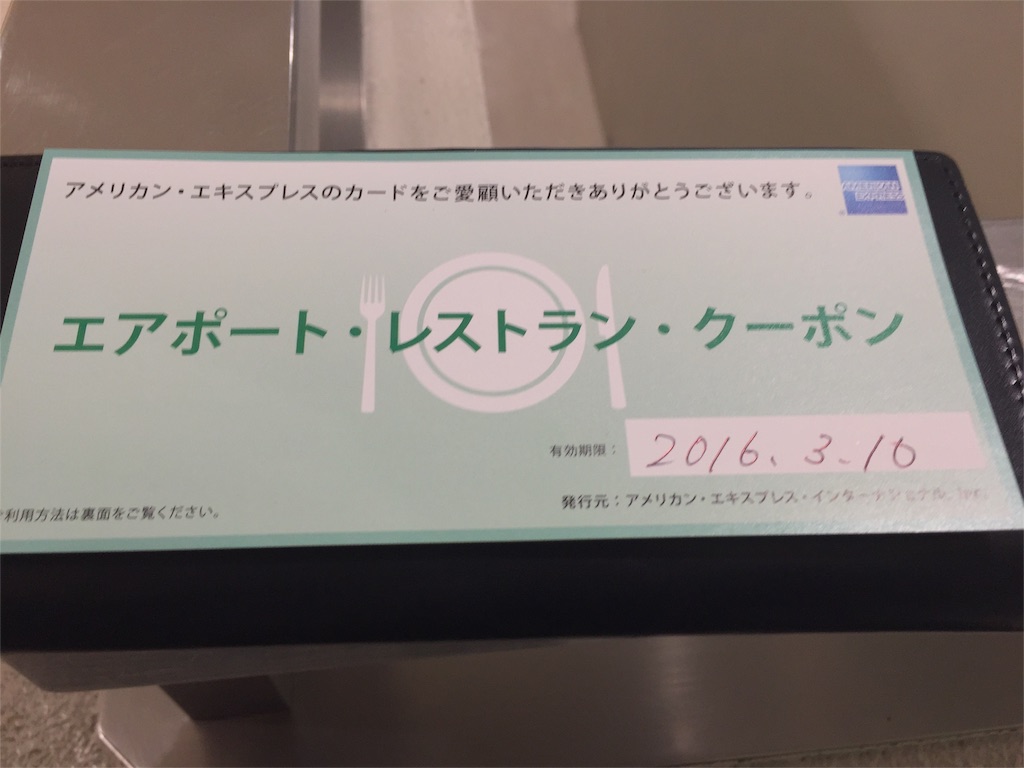 アメリカン・エキスプレスのカードをご愛顧いただきありがとうございます。
AMERICAN
EXPRESS
エアポート・レストラン・クーポン
有効期限：
2016. 3. 10
発行元：アメリカン・エキスプレス・インターナショナル, Inc.
ご利用方法は裏面をご覧ください。